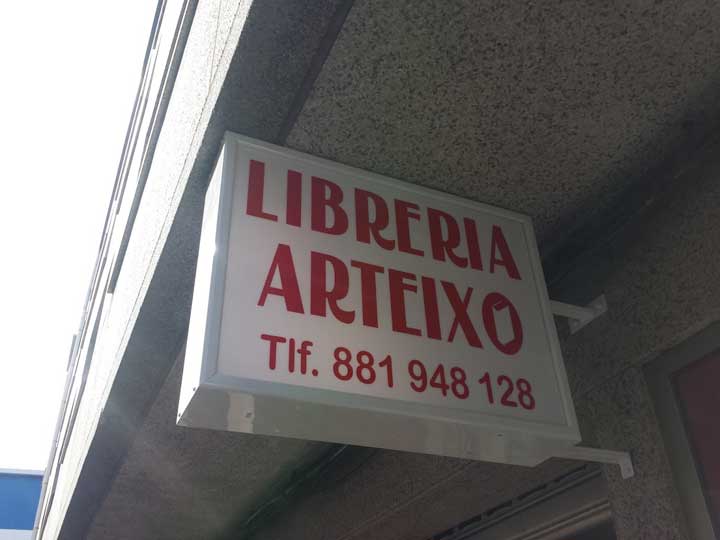 LIBRERIA
ARTEIXO
Tlf. 881 948 128